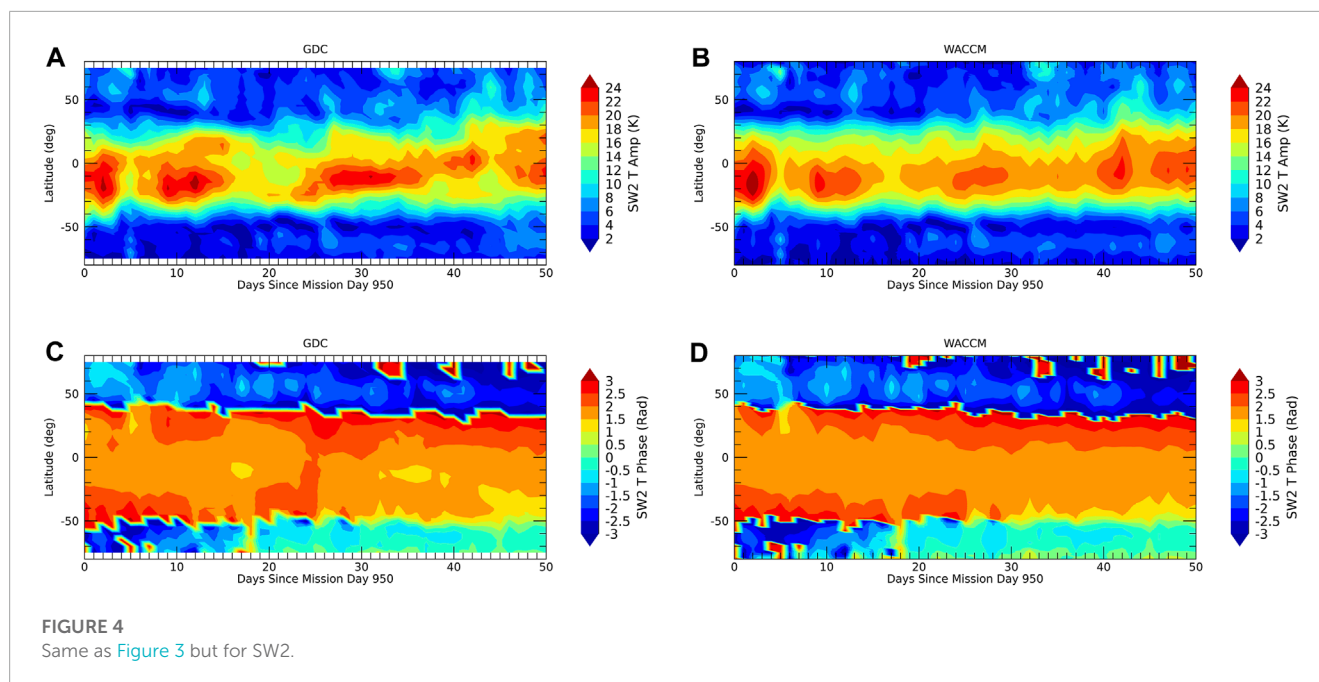 A
GDC
Latitude (deg)
50
0
-50
0 10 20 30 40 50
Days Since Mission Day 950
24
22
20
18
16
14
12
10
8
6
4
2
SW2 T Amp (K)
B
WACCM
Latitude (deg)
50
0
-50
0 10 20 30 40 50
Days Since Mission Day 950
24
22
20
18
16
14
12
10
8
6
4
2
SW2 T Amp (K)
C
GDC
Latitude (deg)
50
0
-50
0 10 20 30 40 50
Days Since Mission Day 950
3
2.5
2
1.5
1
0.5
0
-0.5
-1
-1.5
-2
-2.5
-3
SW2 T Phase (Rad)
D
WACCM
Latitude (deg)
50
0
-50
0 10 20 30 40 50
Days Since Mission Day 950
3
2.5
2
1.5
1
0.5
0
-0.5
-1
-1.5
-2
-2.5
-3
SW2 T Phase (Rad)
FIGURE 4
Same as Figure 3 but for SW2.